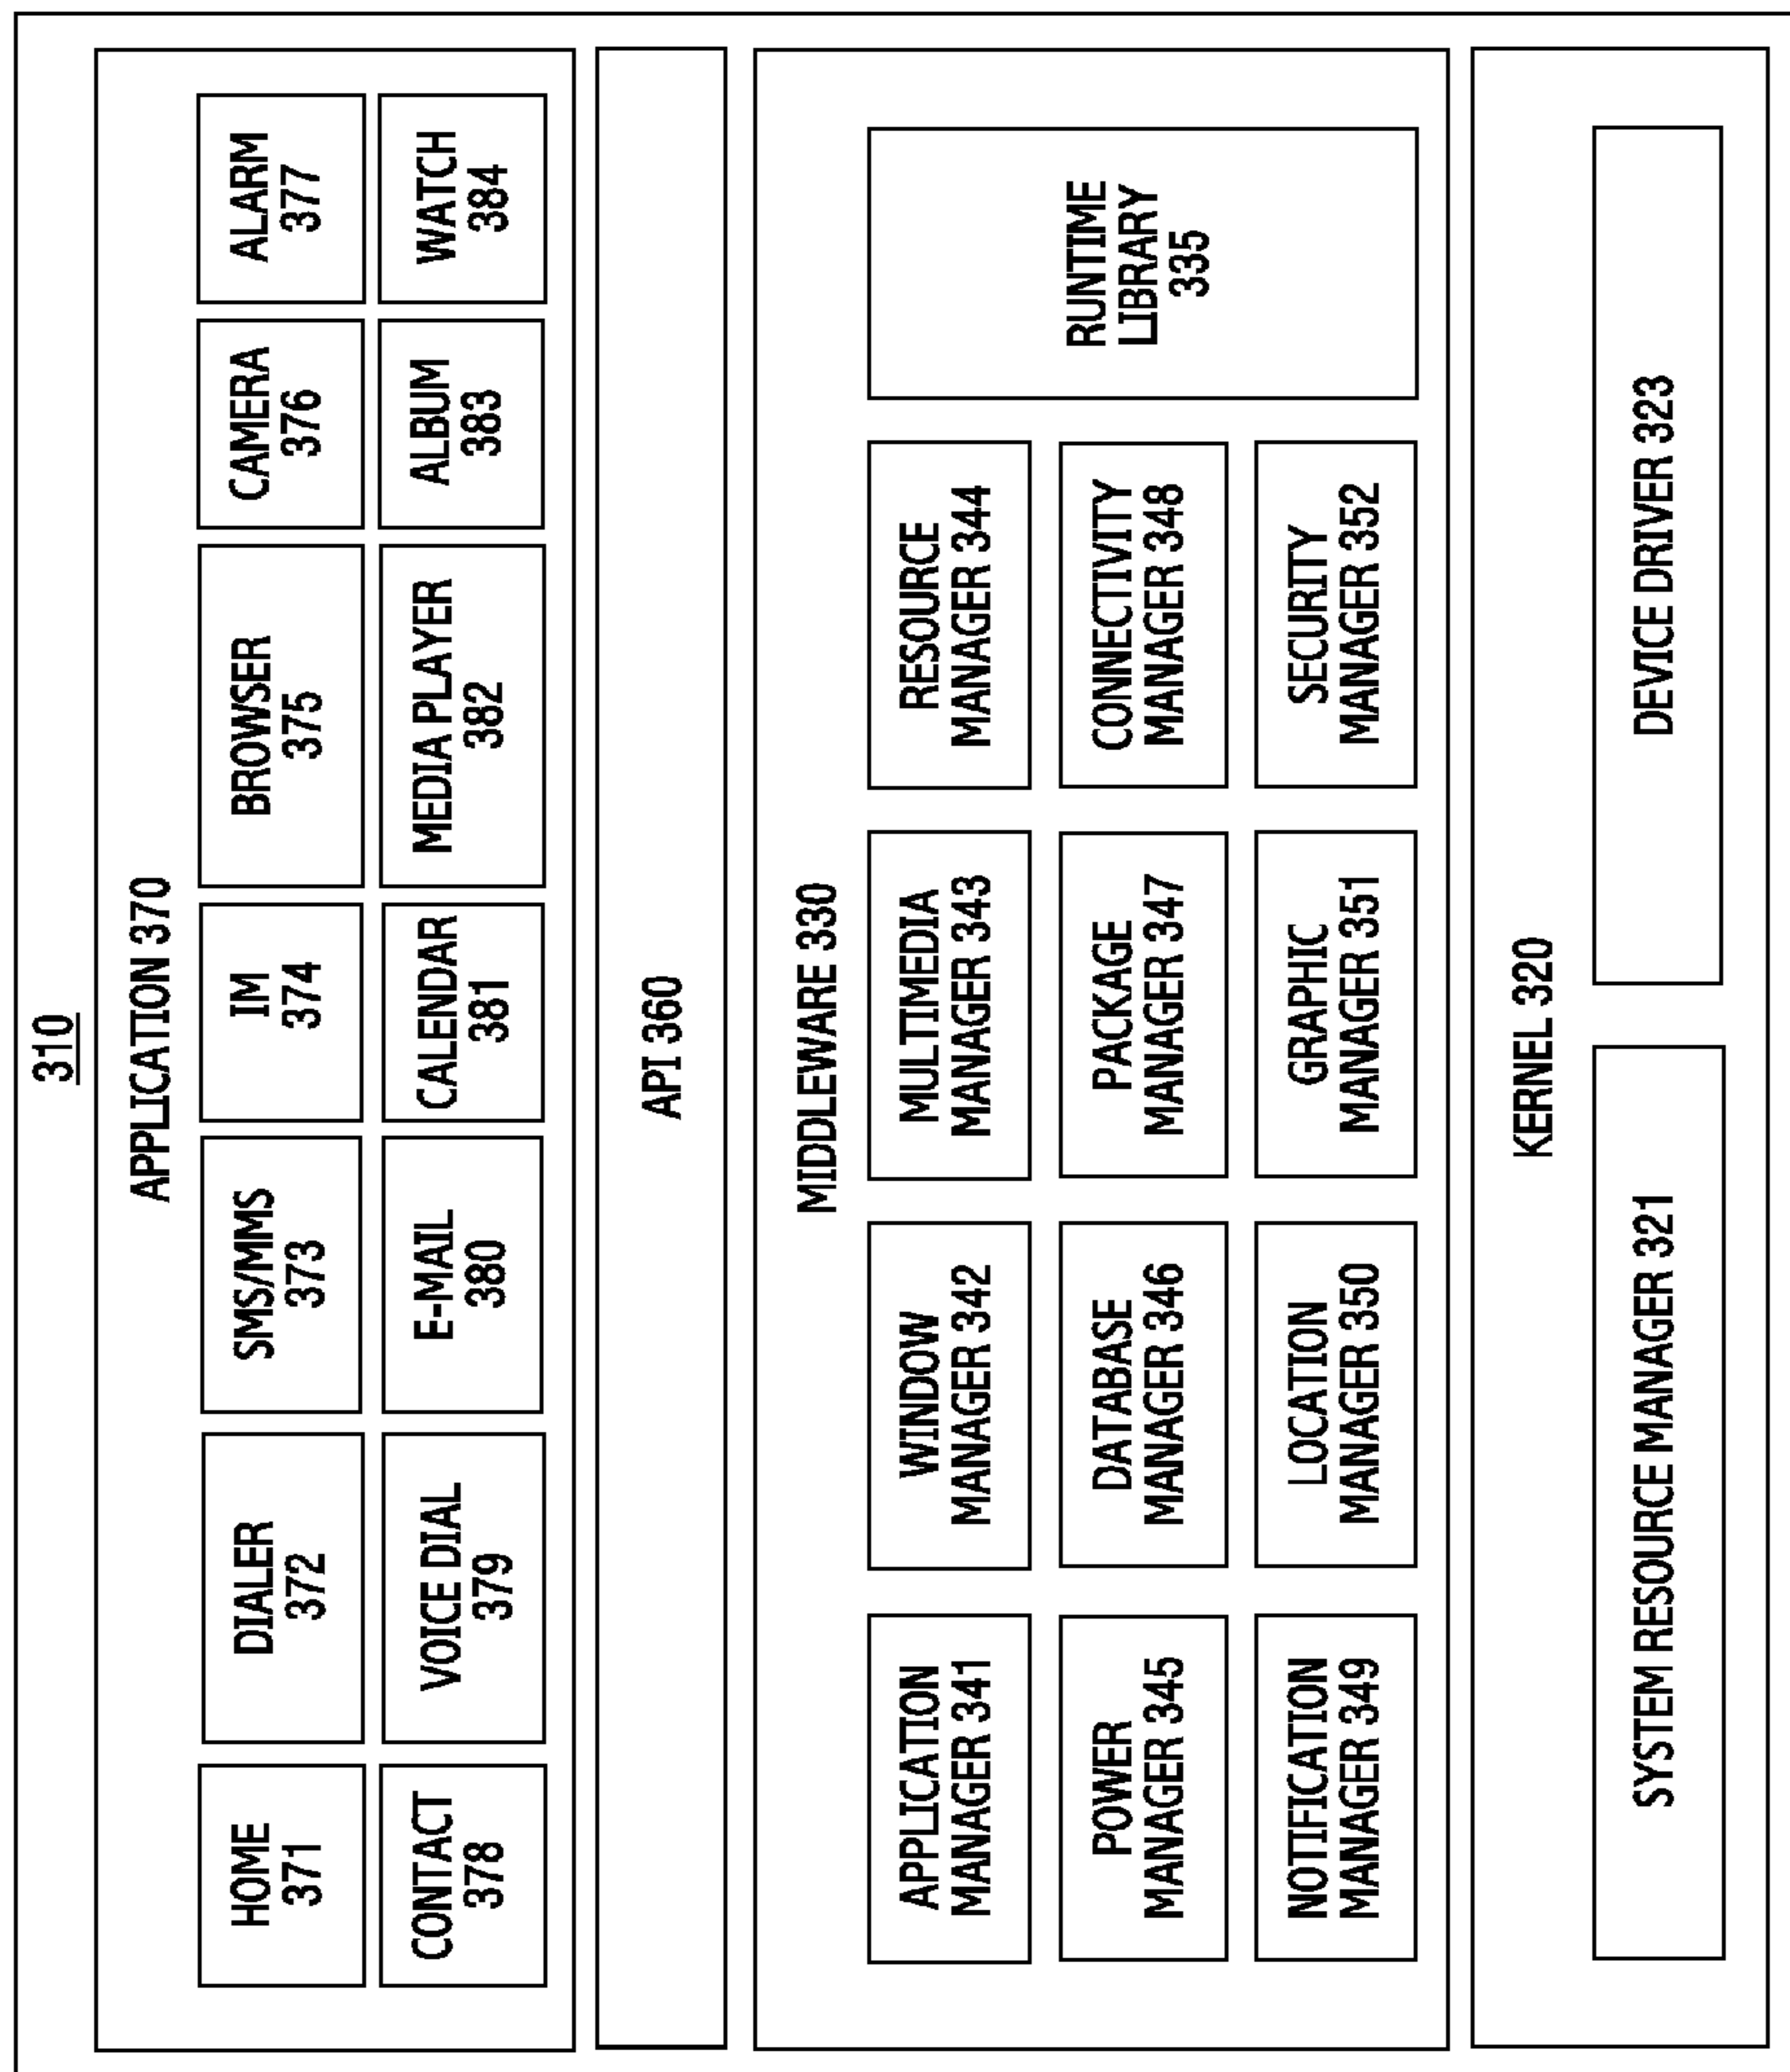 310
APPLICATION 370
HOME
371
DIALER
372
SMS/MMS
373
IM
374
BROWSER
375
CAMERA
376
ALARM
377
CONTACT
378
VOICE DIAL
379
E-MAIL
380
CALENDAR
381
MEDIA PLAYER
382
ALBUM
383
WATCH
384
API 360
MIDDLEWARE 330
APPLICATION
MANAGER 341
WINDOW
MANAGER 342
MULTIMEDIA
MANAGER 343
RESOURCE
MANAGER 344
POWER
MANAGER 345
DATABASE
MANAGER 346
PACKAGE
MANAGER 347
CONNECTIVITY
MANAGER 348
NOTIFICATION
MANAGER 349
LOCATION
MANAGER 350
GRAPHIC
MANAGER 351
SECURITY
MANAGER 352
RUNTIME
LIBRARY
335
KERNEL 320
SYSTEM RESOURCE MANAGER 321
DEVICE DRIVER 323